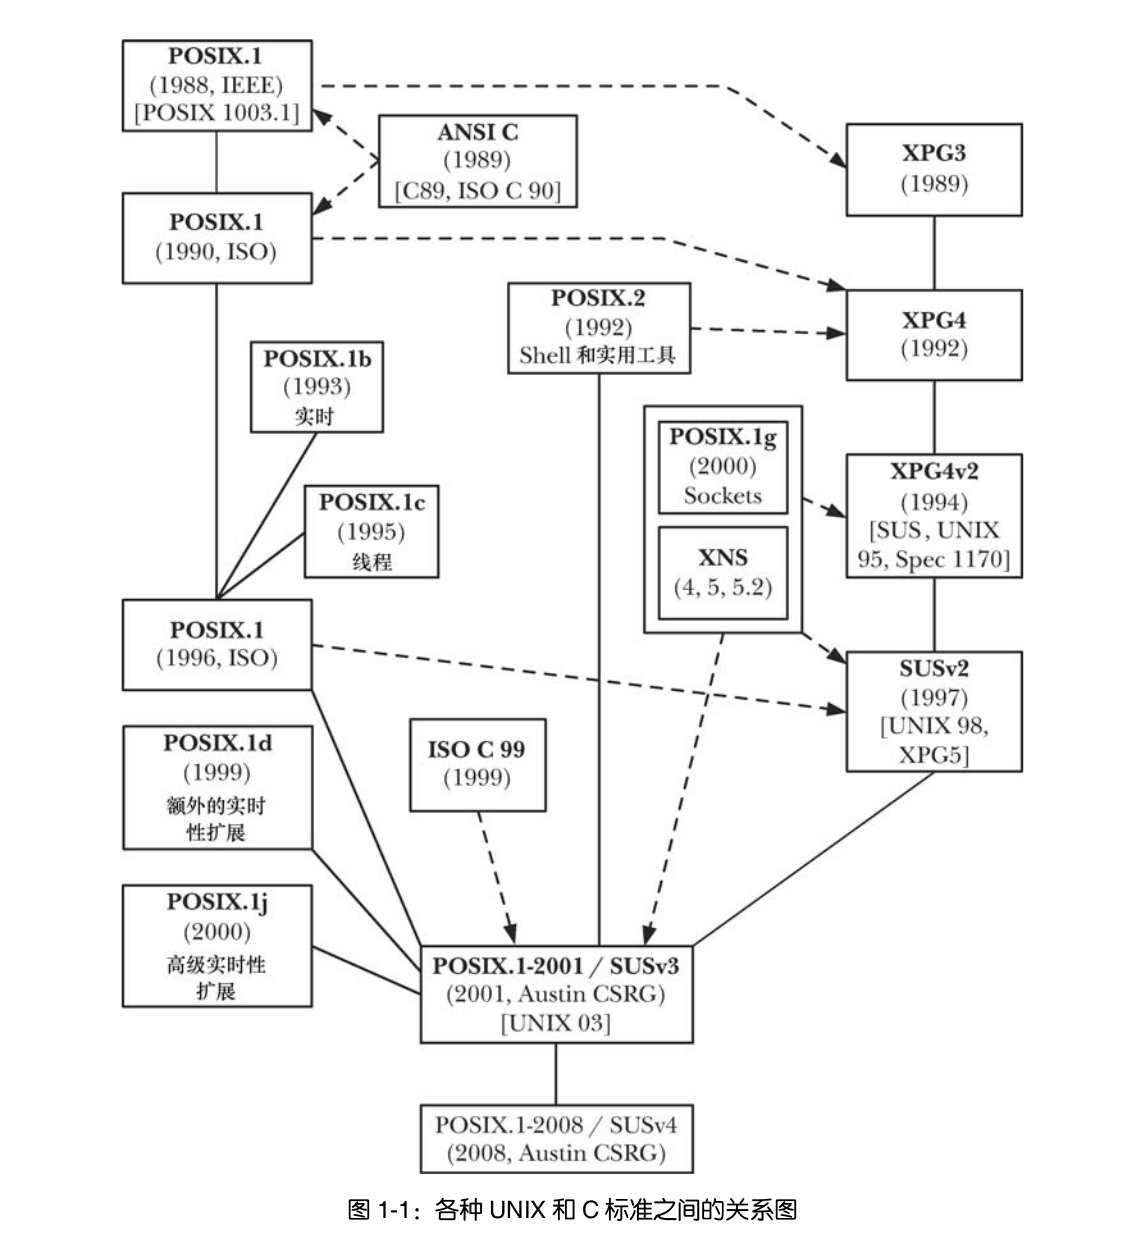 POSIX.1
(1988, IEEE)
[POSIX 1003.1]
ANSI C
(1989)
[C89, ISO C 90]
XPG3
(1989)
POSIX.1
(1990, ISO)
POSIX.2
(1992)
Shell 和实用工具
XPG4
(1992)
POSIX.1b
(1993)
实时
POSIX.1g
(2000)
Sockets
XPG4v2
(1994)
[SUS, UNIX
95, Spec 1170]
POSIX.1c
(1995)
线程
XNS
(4, 5, 5.2)
POSIX.1
(1996, ISO)
SUSv2
(1997)
[UNIX 98,
XPG5]
POSIX.1d
(1999)
额外的实时
性扩展
ISO C 99
(1999)
POSIX.1j
(2000)
高级实时性
扩展
POSIX.1-2001 / SUSv3
(2001, Austin CSRG)
[UNIX 03]
POSIX.1-2008 / SUSv4
(2008, Austin CSRG)
图 1-1：各种 UNIX 和 C 标准之间的关系图